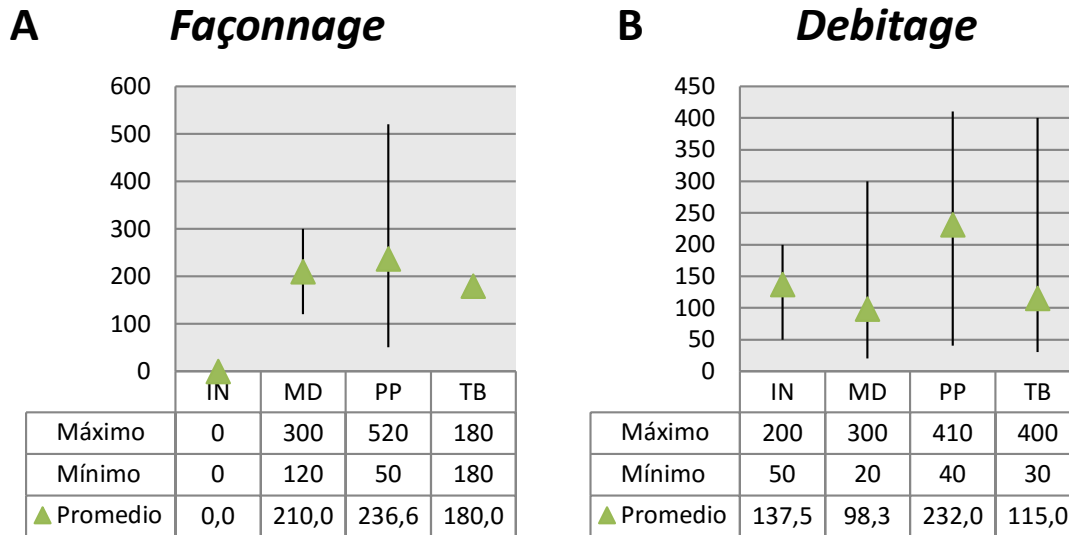 A Façonnage
600
500
400
300
200
100
0
IN MD PP TB
Máximo 0 300 520 180
Mínimo 0 120 50 180
Promedio 0,0 210,0 236,6 180,0
B Debitage
450
400
350
300
250
200
150
100
50
0
IN MD PP TB
Máximo 200 300 410 400
Mínimo 50 20 40 30
Promedio 137,5 98,3 232,0 115,0